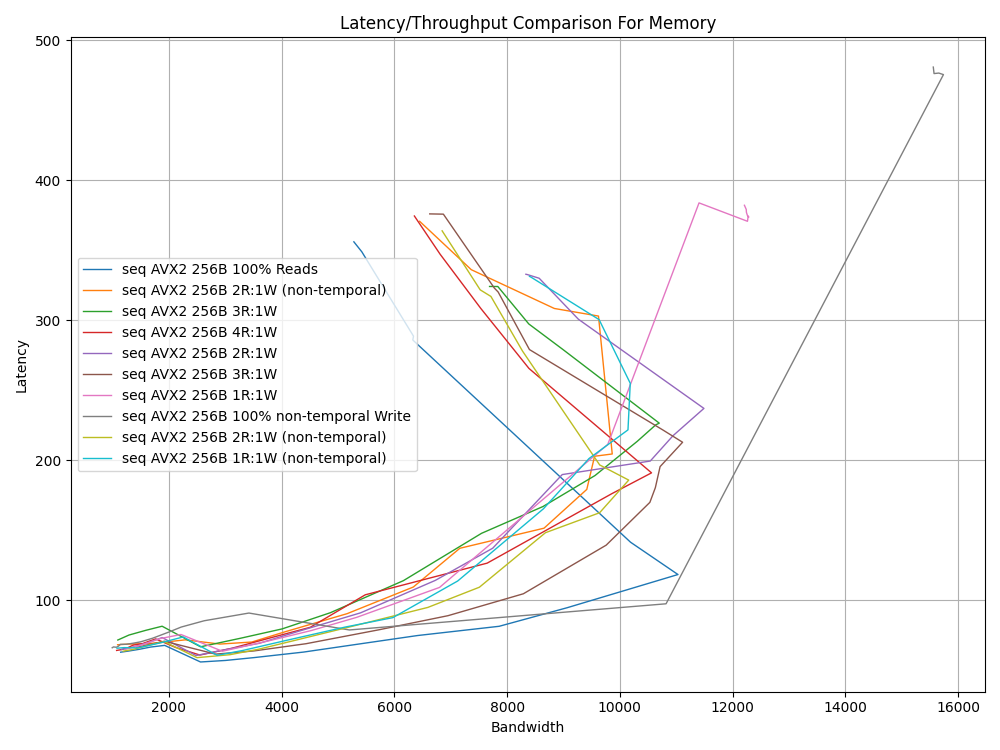 Latency/Throughput Comparison For Memory
500
400
300
200
100
Latency
seq AVX2 256B 100% Reads
seq AVX2 256B 2R:1W (non-temporal)
seq AVX2 256B 3R:1W
seq AVX2 256B 4R:1W
seq AVX2 256B 2R:1W
seq AVX2 256B 3R:1W
seq AVX2 256B 1R:1W
seq AVX2 256B 100% non-temporal Write
seq AVX2 256B 2R:1W (non-temporal)
seq AVX2 256B 1R:1W (non-temporal)
2000 4000 6000 8000 10000 12000 14000 16000
Bandwidth